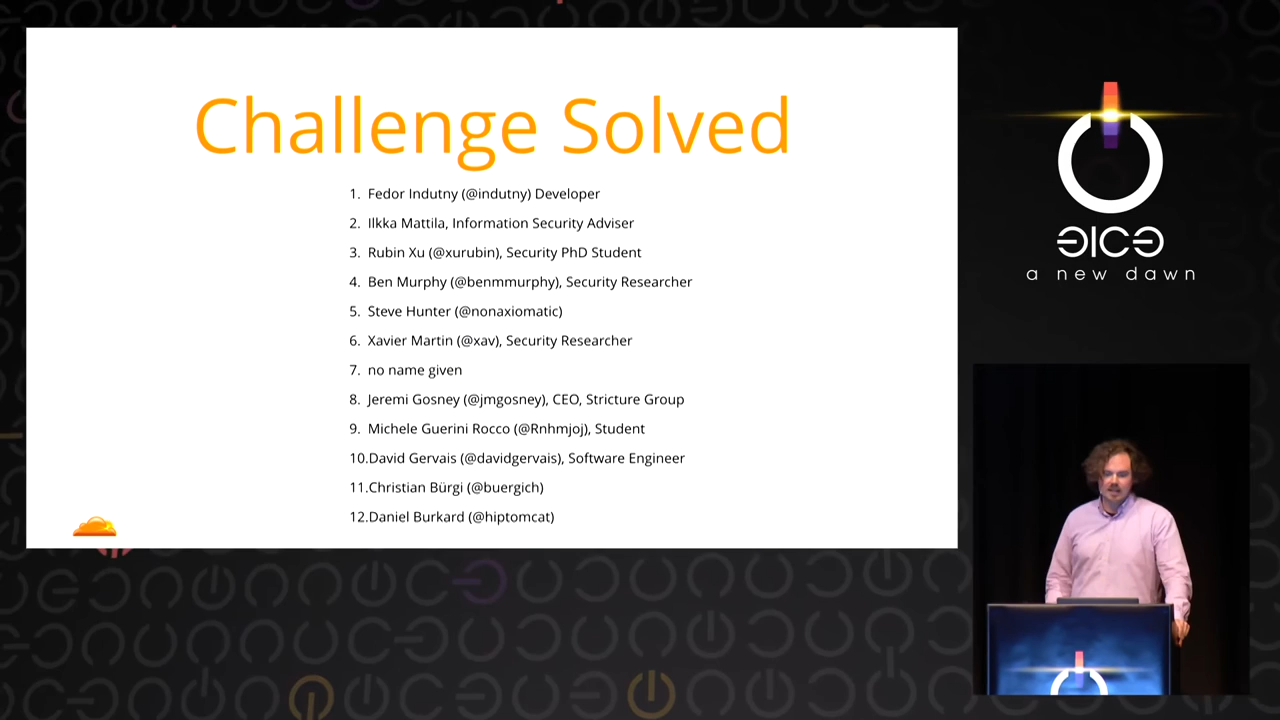 Challenge Solved
1. Fedor Indutny (@indutny) Developer
2. Ilkka Mattila, Information Security Adviser
3. Rubin Xu (@xurubin), Security PhD Student
4. Ben Murphy (@benmmurphy), Security Researcher
5. Steve Hunter (@nonaxiomatic)
6. Xavier Martin (@xav), Security Researcher
7. no name given
8. Jeremi Gosney (@jmgosney), CEO, Stricture Group
9. Michele Guerini Rocco (@Rnhmjoj), Student
10.David Gervais (@davidgervais), Software Engineer
11.Christian Bürgi (@buergich)
12.Daniel Burkard (@hiptomcat)
a new dawn